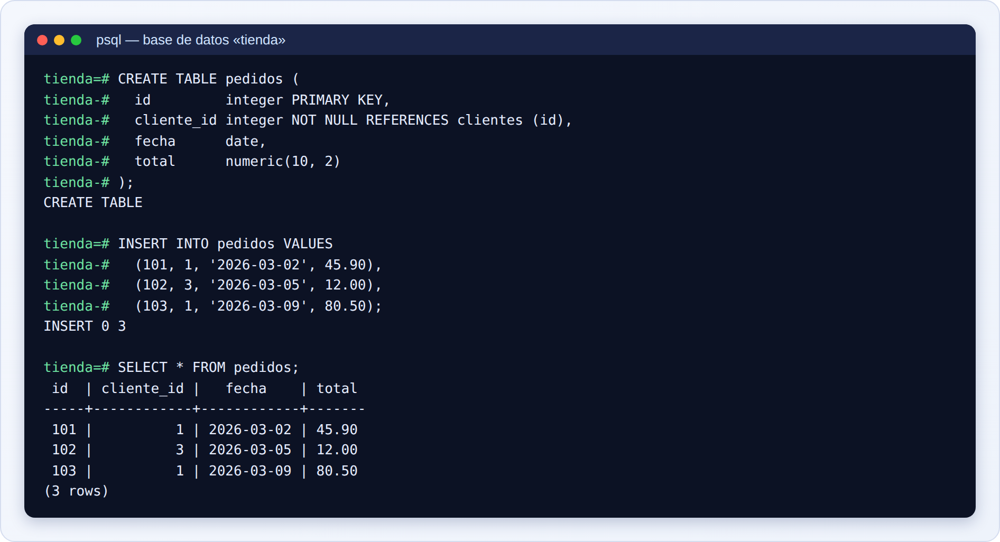 psql — base de datos «tienda»
tienda=# CREATE TABLE pedidos (
tienda-#   id         integer PRIMARY KEY,
tienda-#   cliente_id integer NOT NULL REFERENCES clientes (id),
tienda-#   fecha      date,
tienda-#   total      numeric(10, 2)
tienda-# );
CREATE TABLE

tienda=# INSERT INTO pedidos VALUES
tienda-#   (101, 1, '2026-03-02', 45.90),
tienda-#   (102, 3, '2026-03-05', 12.00),
tienda-#   (103, 1, '2026-03-09', 80.50);
INSERT 0 3

tienda=# SELECT * FROM pedidos;
 id  | cliente_id |   fecha    | total
-----+------------+------------+-------
 101 |          1 | 2026-03-02 | 45.90
 102 |          3 | 2026-03-05 | 12.00
 103 |          1 | 2026-03-09 | 80.50
(3 rows)